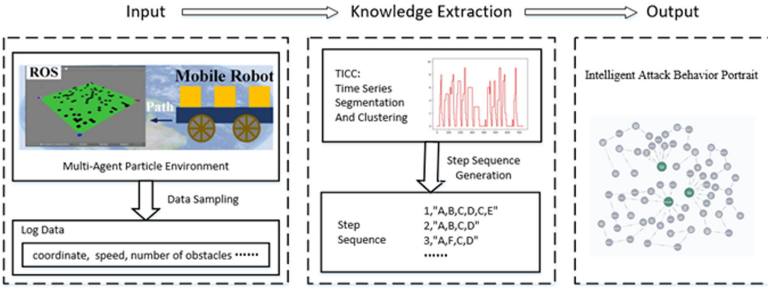 Input
Knowledge Extraction
Output
ROS
Mobile Robot
Path
Multi-Agent Particle Environment
Data Sampling
Log Data
coordinate, speed, number of obstacles ······
TICC:
Time Series
Segmentation
And Clustering
Step Sequence
Generation
Step
Sequence
1,"A,B,C,D,C,E"
2,"A,B,C,D"
3,"A,F,C,D"
······
Intelligent Attack Behavior Portrait